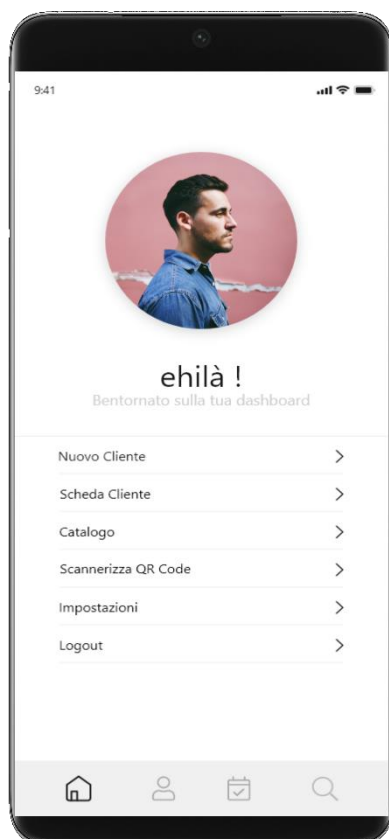 9:41
ehilà !
Bentornato sulla tua dashboard
Nuovo Cliente
Scheda Cliente
Catalogo
Scannerizza QR Code
Impostazioni
Logout